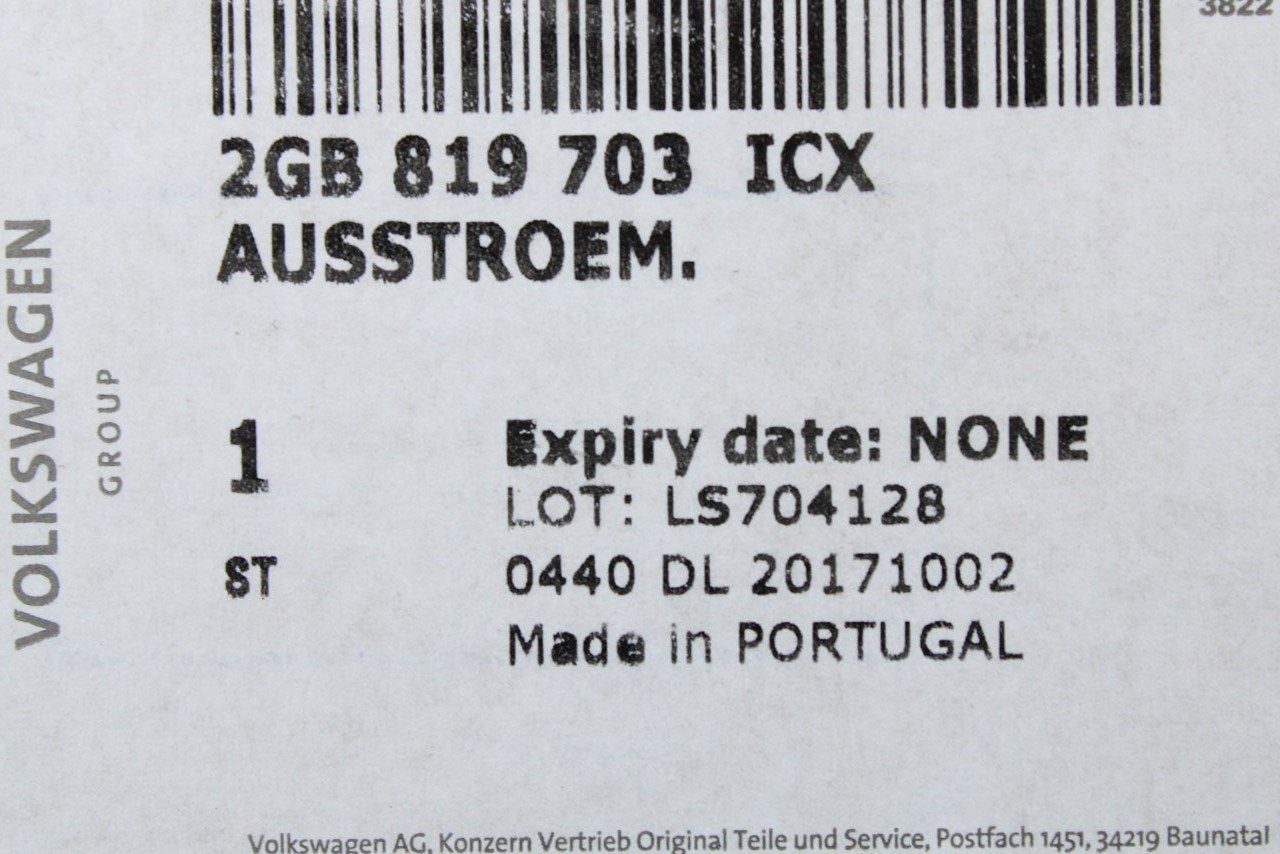 3822
2GB 819 703 ICX
AUSSTROEM.
VOLKSWAGEN
GROUP
1
Expiry date: NONE
LOT: LS704128
ST
0440 DL 20171002
Made in PORTUGAL
Volkswagen AG, Konzern Vertrieb Original Teile und Service, Postfach 1451, 34219 Baunatal